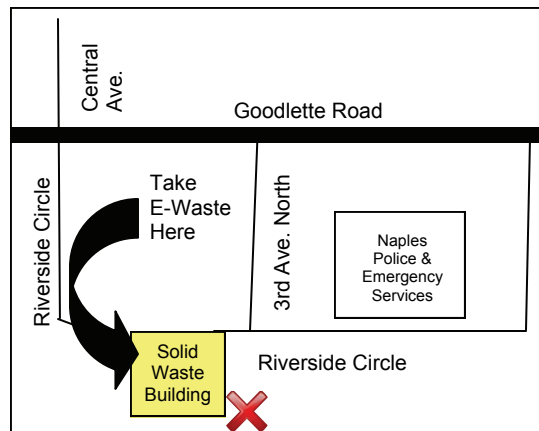 Central
Ave.
Goodlette Road
Riverside Circle
Take
E-Waste
Here
3rd Ave. North
Naples
Police &
Emergency
Services
Solid
Waste
Building
Riverside Circle